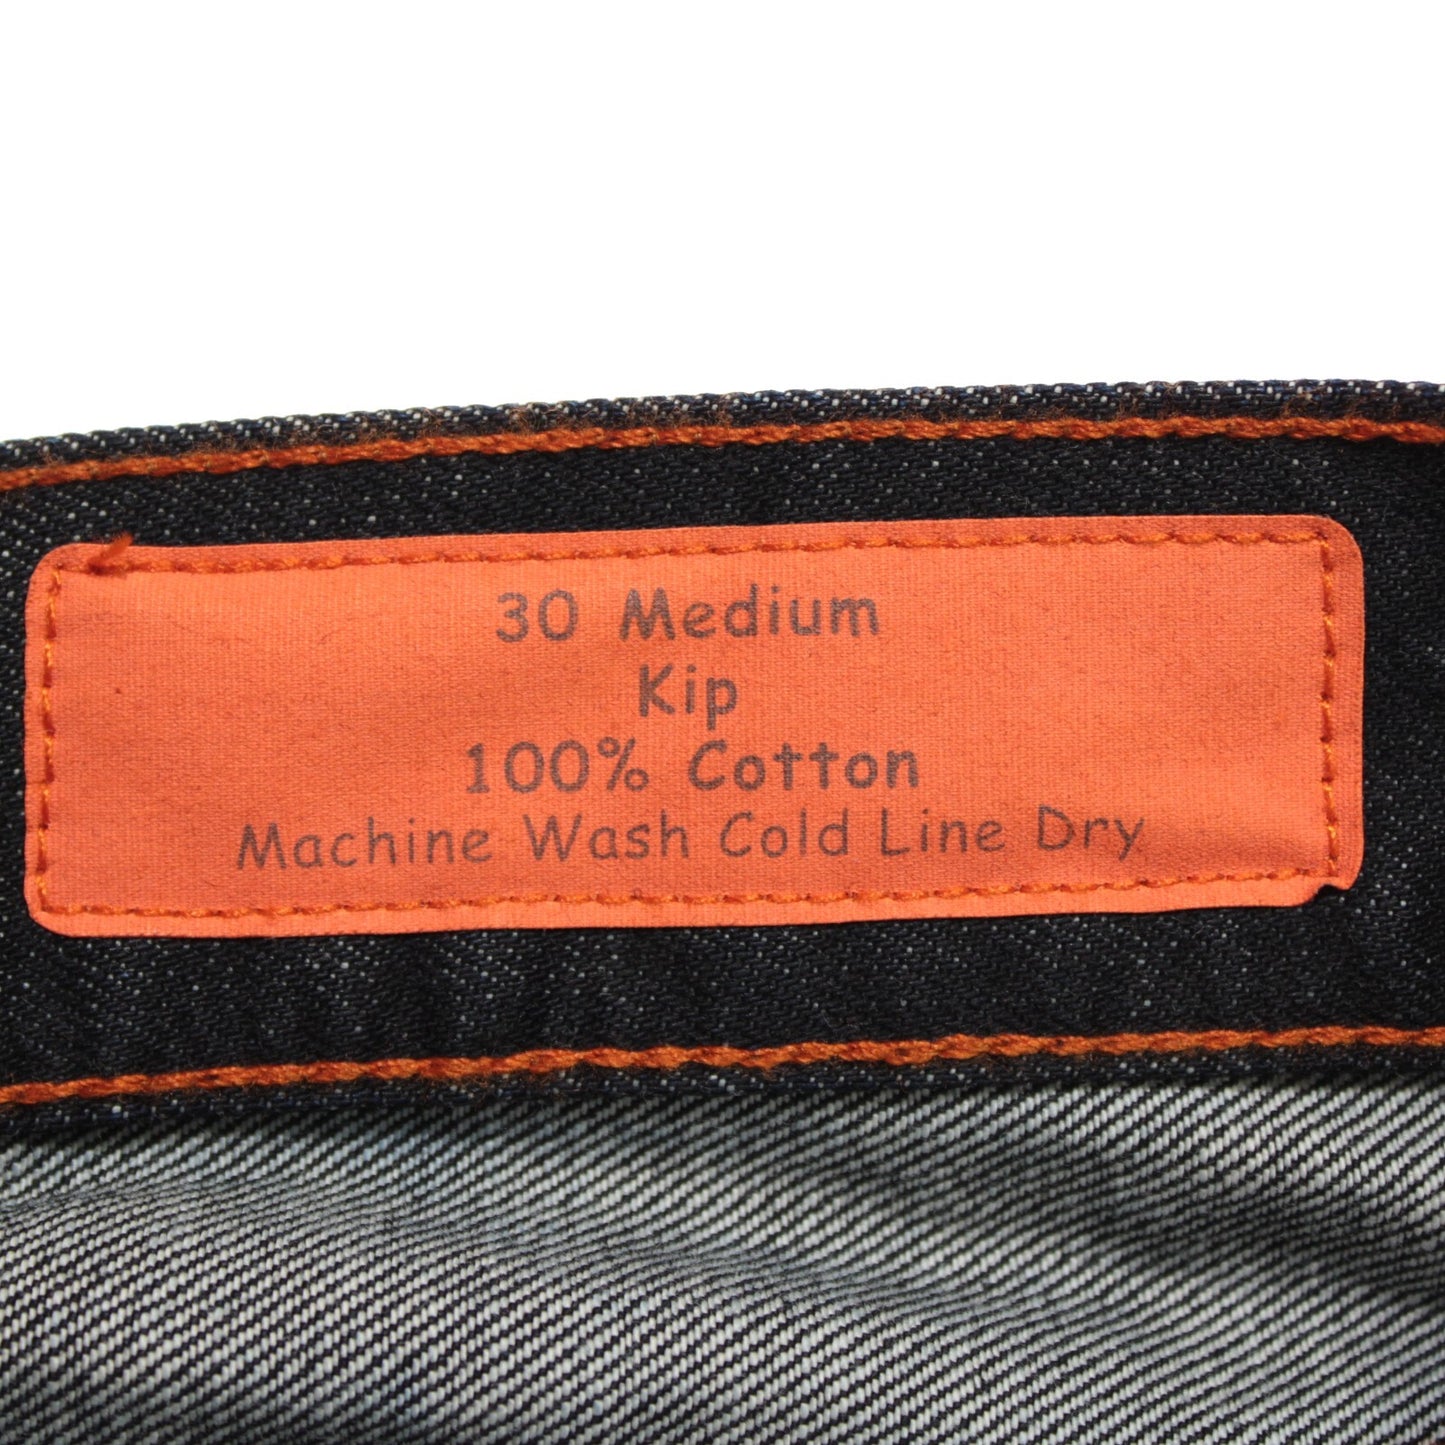 30 Medium
Kip
100% Cotton
Machine Wash Cold Line Dry